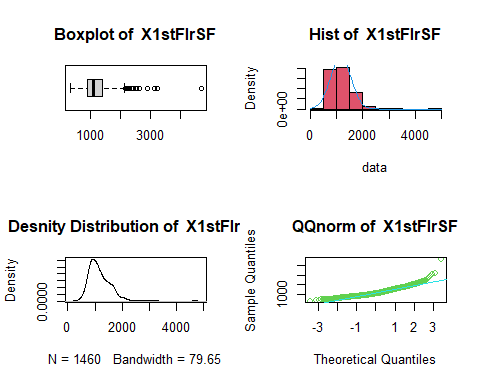 Boxplot of X1stFlrSF
1000 3000
Hist of X1stFlrSF
Density
0e+00
0 2000 4000
data
Desnity Distribution of X1stFlr
Density
0.0000
0 2000 4000
N = 1460 Bandwidth = 79.65
QQnorm of X1stFlrSF
Sample Quantiles
1000
-3 -1 1 2 3
Theoretical Quantiles